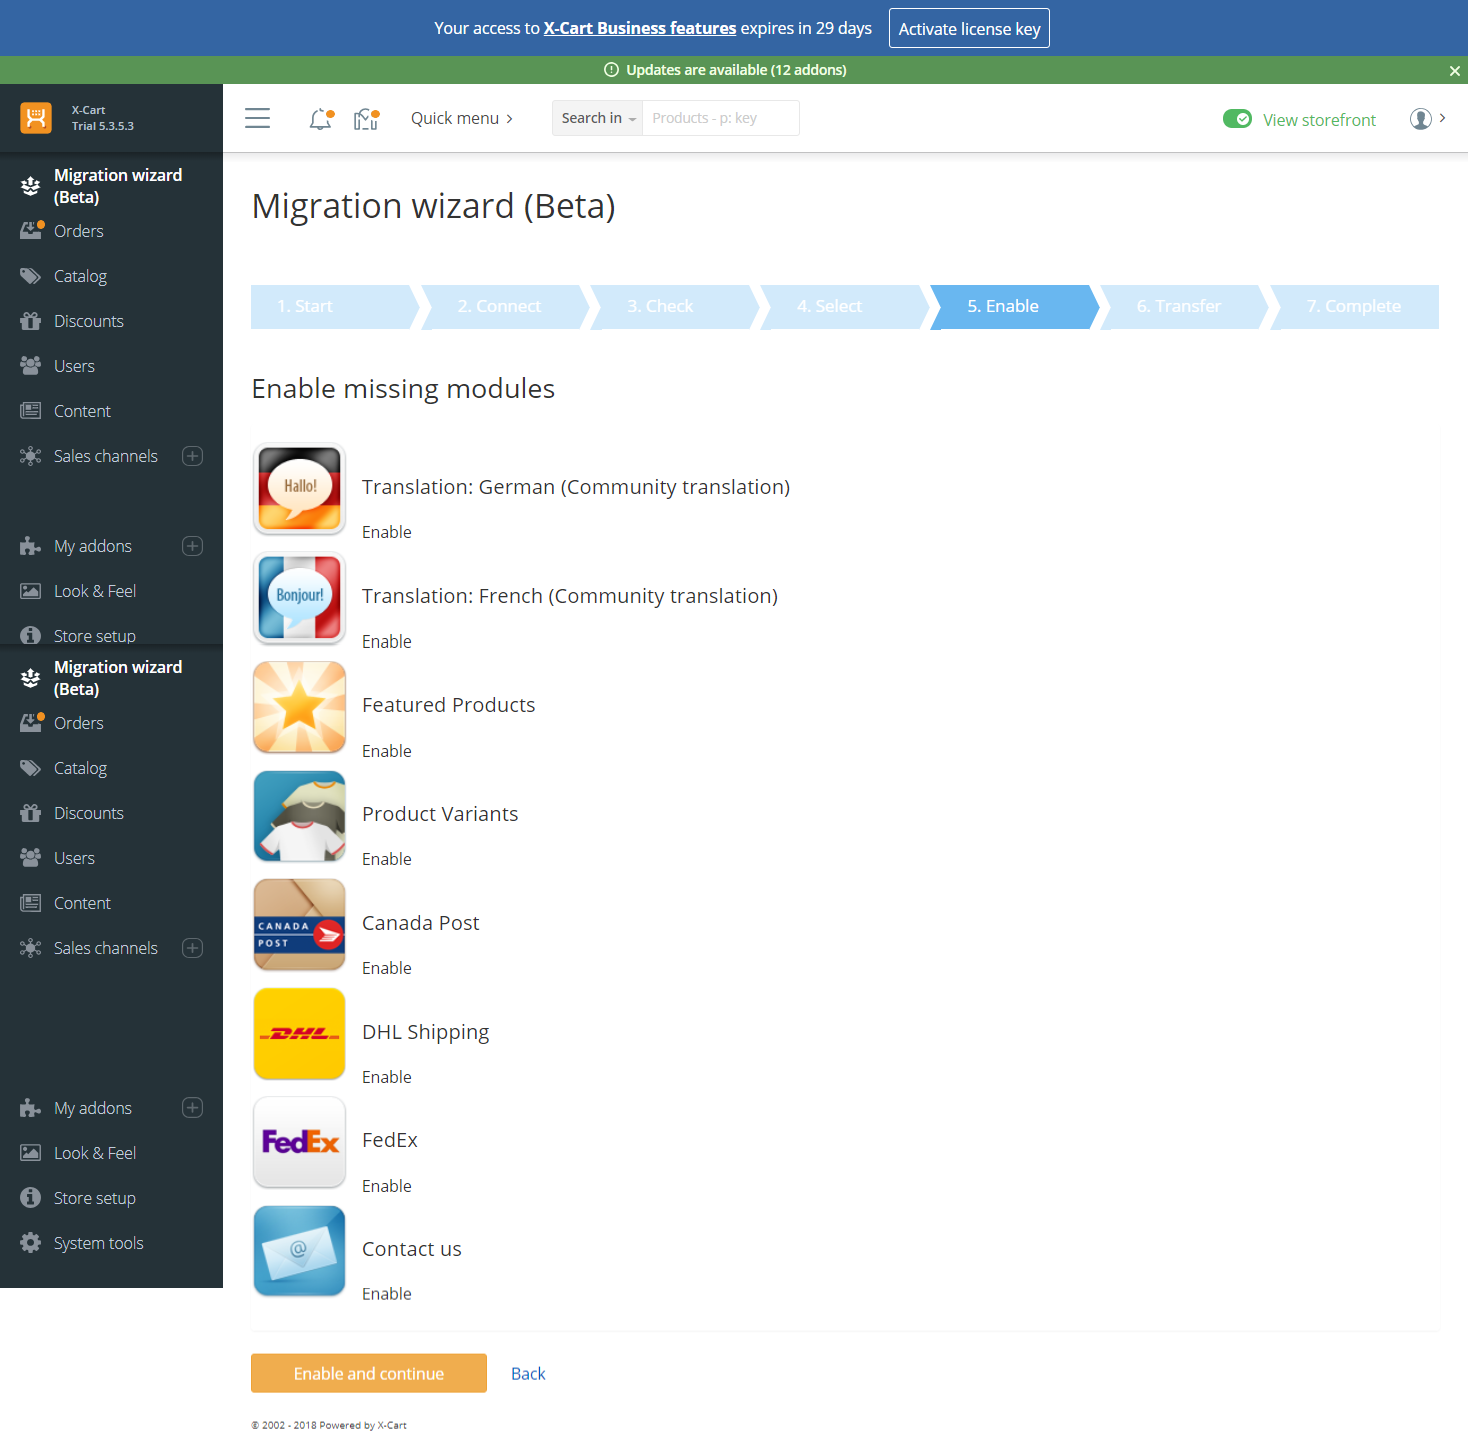 Your access to X-Cart Business features expires in 29 days
Activate license key
Updates are available (12 addons)
X-Cart
Trial 5.3.5.3
Quick menu
Search in
Products - p: key
View storefront
Migration wizard
(Beta)
Orders
Catalog
Discounts
Users
Content
Sales channels
My addons
Look & Feel
Store setup
Migration wizard
(Beta)
Orders
Catalog
Discounts
Users
Content
Sales channels
My addons
Look & Feel
Store setup
System tools
Migration wizard (Beta)
1. Start
2. Connect
3. Check
4. Select
5. Enable
6. Transfer
7. Complete
Enable missing modules
Hallo!
Translation: German (Community translation)
Enable
Bonjour!
Translation: French (Community translation)
Enable
Featured Products
Enable
Product Variants
Enable
CANADA
POST
Canada Post
Enable
DHL
DHL Shipping
Enable
FedEx
FedEx
Enable
@
Contact us
Enable
Enable and continue
Back
© 2002 - 2018 Powered by X-Cart